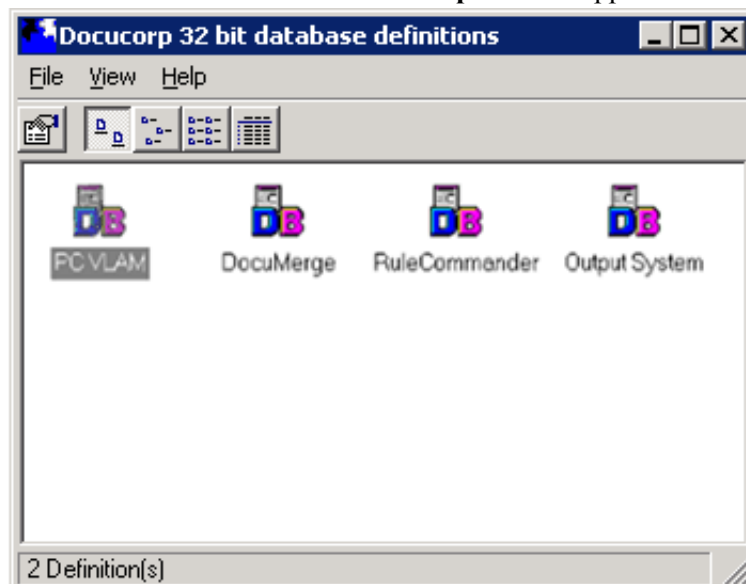 Docucorp 32 bit database definitions
File View Help
PC VLAM DocuMerge RuleCommander Output System
2 Definition(s)